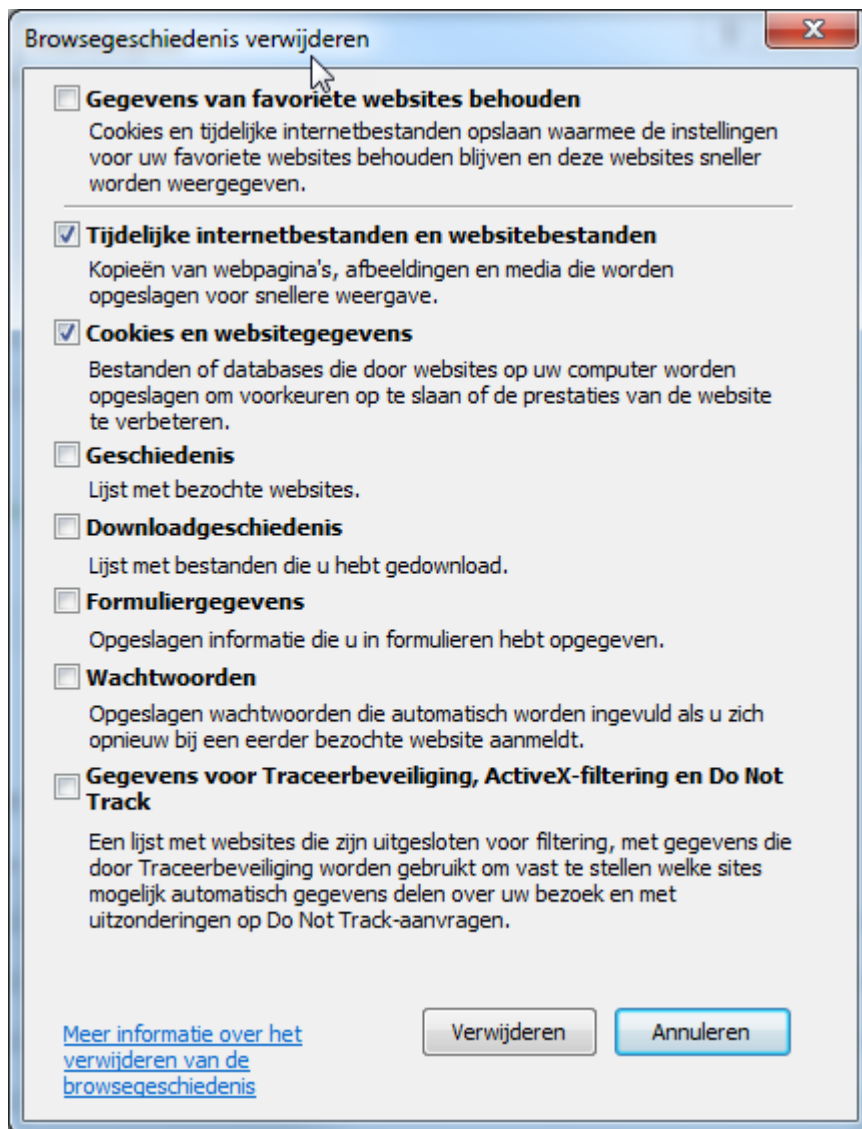 Browsegeschiedenis verwijderen
Gegevens van favoriete websites behouden
Cookies en tijdelijke internetbestanden opslaan waarmee de instellingen
voor uw favoriete websites behouden blijven en deze websites sneller
worden weergegeven.
Tijdelijke internetbestanden en websitebestanden
Kopieën van webpagina's, afbeeldingen en media die worden
opgeslagen voor snellere weergave.
Cookies en websitegegevens
Bestanden of databases die door websites op uw computer worden
opgeslagen om voorkeuren op te slaan of de prestaties van de website
te verbeteren.
Geschiedenis
Lijst met bezochte websites.
Downloadgeschiedenis
Lijst met bestanden die u hebt gedownload.
Formuliergegevens
Opgeslagen informatie die u in formulieren hebt opgegeven.
Wachtwoorden
Opgeslagen wachtwoorden die automatisch worden ingevuld als u zich
opnieuw bij een eerder bezochte website aanmeldt.
Gegevens voor Traceerbeveiliging, ActiveX-filtering en Do Not
Track
Een lijst met websites die zijn uitgesloten voor filtering, met gegevens die
door Traceerbeveiliging worden gebruikt om vast te stellen welke sites
mogelijk automatisch gegevens delen over uw bezoek en met
uitzonderingen op Do Not Track-aanvragen.
Meer informatie over het
verwijderen van de
browsegeschiedenis
Verwijderen
Annuleren